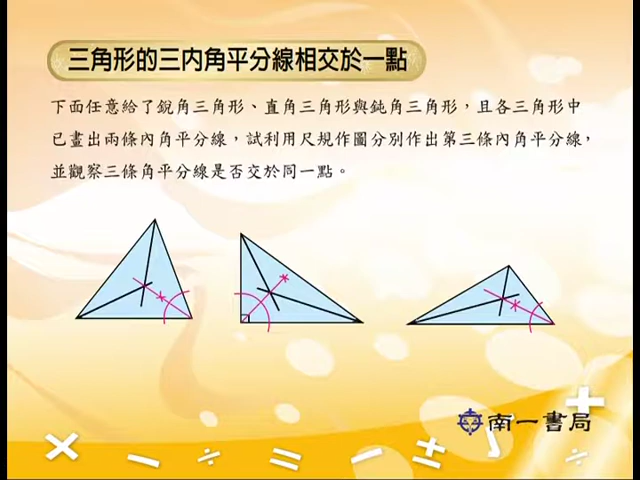 三角形的三內角平分線相交於一點
下面任意給了銳角三角形、直角三角形與鈍角三角形，且各三角形中
已畫出兩條內角平分線，試利用尺規作圖分別作出第三條內角平分線，
並觀察三條角平分線是否交於同一點。
南一書局